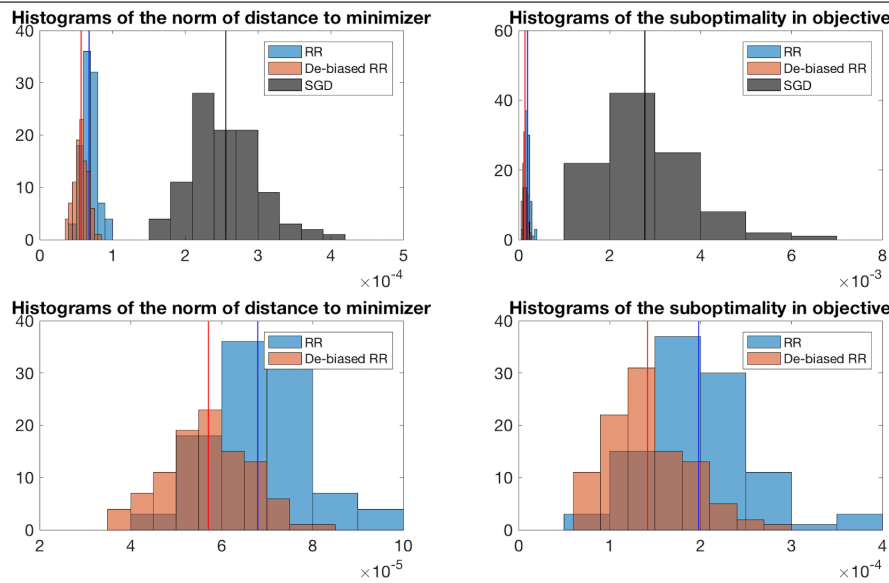 Histograms of the norm of distance to minimizer
40
30
20
10
0
RR
De-biased RR
SGD
0 1 2 3 4 5
×10-4
Histograms of the suboptimality in objective
60
40
20
0
RR
De-biased RR
SGD
0 2 4 6 8
×10-3
Histograms of the norm of distance to minimizer
40
30
20
10
0
RR
De-biased RR
2 4 6 8 10
×10-5
Histograms of the suboptimality in objective
40
30
20
10
0
RR
De-biased RR
0 1 2 3 4
×10-4